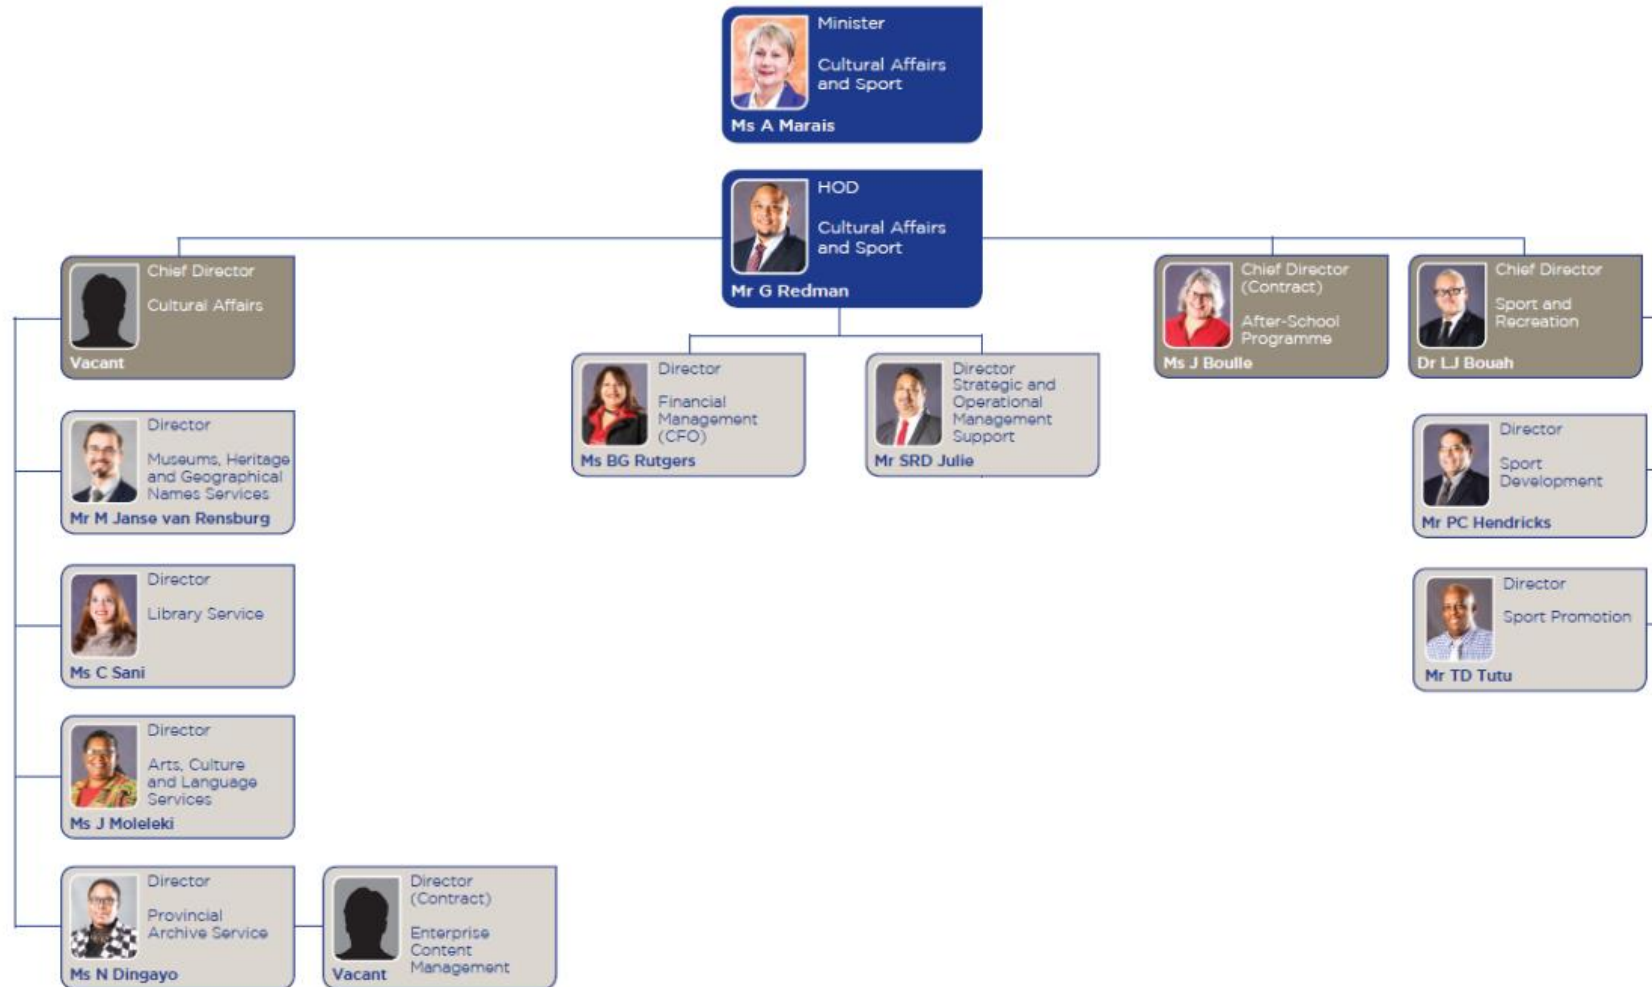 Minister
Cultural Affairs
and Sport
Ms A Marais
HOD
Cultural Affairs
and Sport
Mr G Redman
Chief Director
Cultural Affairs
Vacant
Director
Museums, Heritage
and Geographical
Names Services
Mr M Janse van Rensburg
Director
Library Service
Ms C Sani
Director
Arts, Culture
and Language
Services
Ms J Moleleki
Director
Provincial
Archive Service
Ms N Dingayo
Director
(Contract)
Enterprise
Content
Management
Vacant
Director
Financial
Management
(CFO)
Ms BG Rutgers
Director
Strategic and
Operational
Management
Support
Mr SRD Julie
Chief Director
(Contract)
After-School
Programme
Ms J Boulle
Chief Director
Sport and
Recreation
Dr LJ Bouah
Director
Sport
Development
Mr PC Hendricks
Director
Sport Promotion
Mr TD Tutu